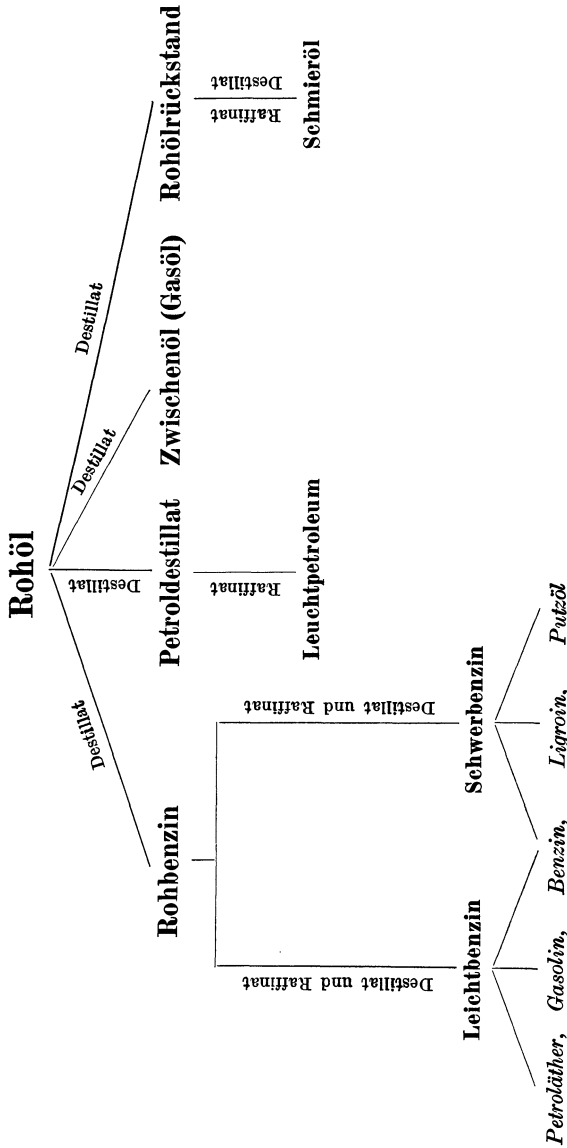 Rohöl
Destillat
Destillat
Destillat
Destillat
Rohbenzin
Petroldestillat
Zwischenöl (Gasöl)
Rohölrückstand
Raffinat
Raffinat
Destillat
Leuchtpetroleum
Schmieröl
Destillat und Raffinat
Destillat und Raffinat
Leichtbenzin
Schwerbenzin
Petroläther, Gasolin, Benzin, Ligroin, Putzöl